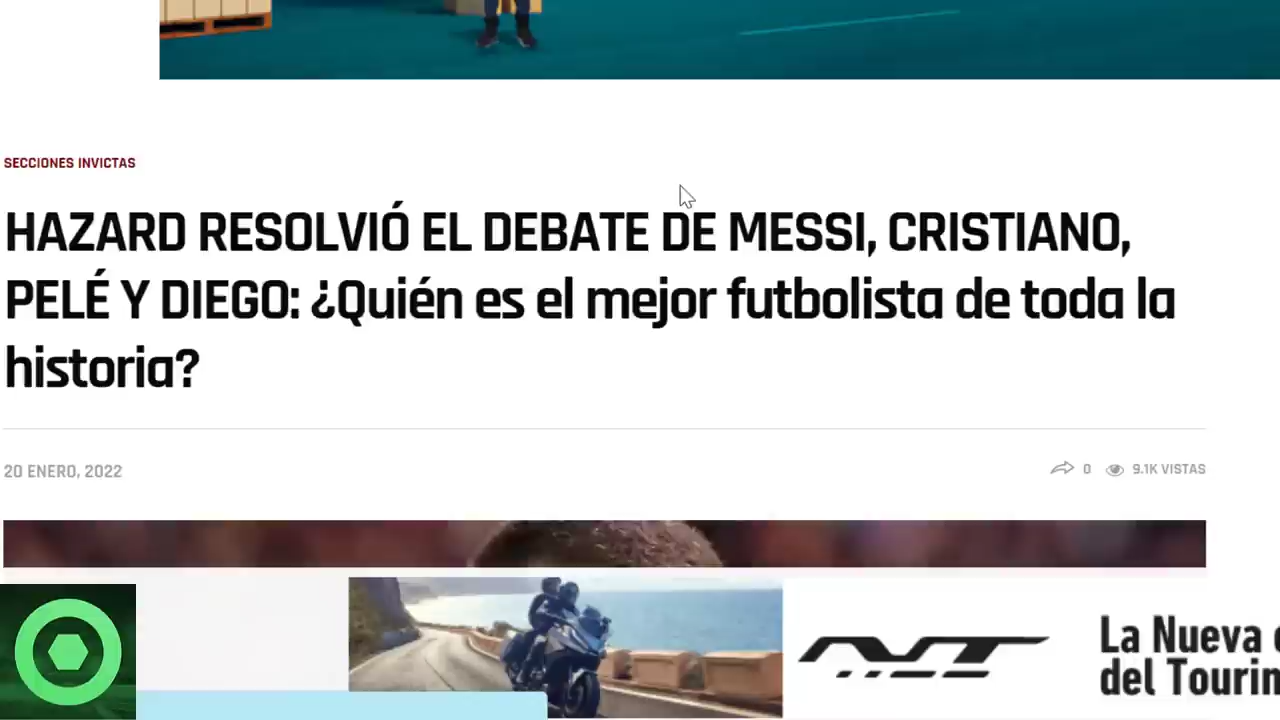 SECCIONES INVICTAS
HAZARD RESOLVIÓ EL DEBATE DE MESSI, CRISTIANO,
PELÉ Y DIEGO: ¿Quién es el mejor futbolista de toda la
historia?
20 ENERO, 2022
0
9.1K VISTAS
NT
La Nueva
del Tourin